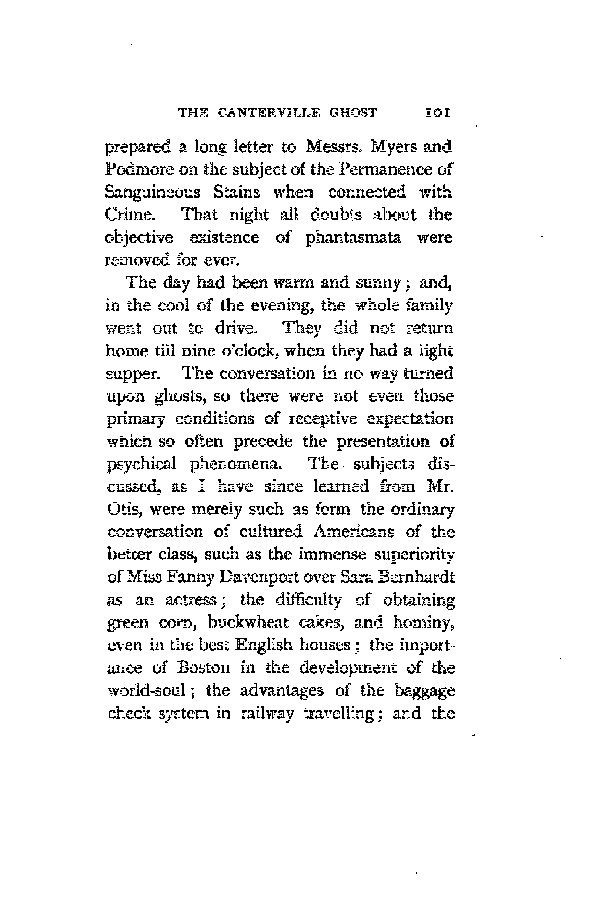 THE CANTERVILLE GHOST 101
prepared a long letter to Messrs. Myers and
Podmore on the subject of the Permanence of
Sanguineous Stains when connected with
Crime. That night all doubts about the
objective existence of phantasmata were
removed for ever.
The day had been warm and sunny; and,
in the cool of the evening, the whole family
went out to drive. They did not return
home till nine o'clock, when they had a light
supper. The conversation in no way turned
upon ghosts, so there were not even those
primary conditions of receptive expectation
which so often precede the presentation of
psychical phenomena. The subjects dis-
cussed, as I have since learned from Mr.
Otis, were merely such as form the ordinary
conversation of cultured Americans of the
better class, such as the immense superiority
of Miss Fanny Davenport over Sara Bernhardt
as an actress; the difficulty of obtaining
green corn, buckwheat cakes, and hominy,
even in the best English houses; the import-
ance of Boston in the development of the
world-soul; the advantages of the baggage
check system in railway travelling; and the